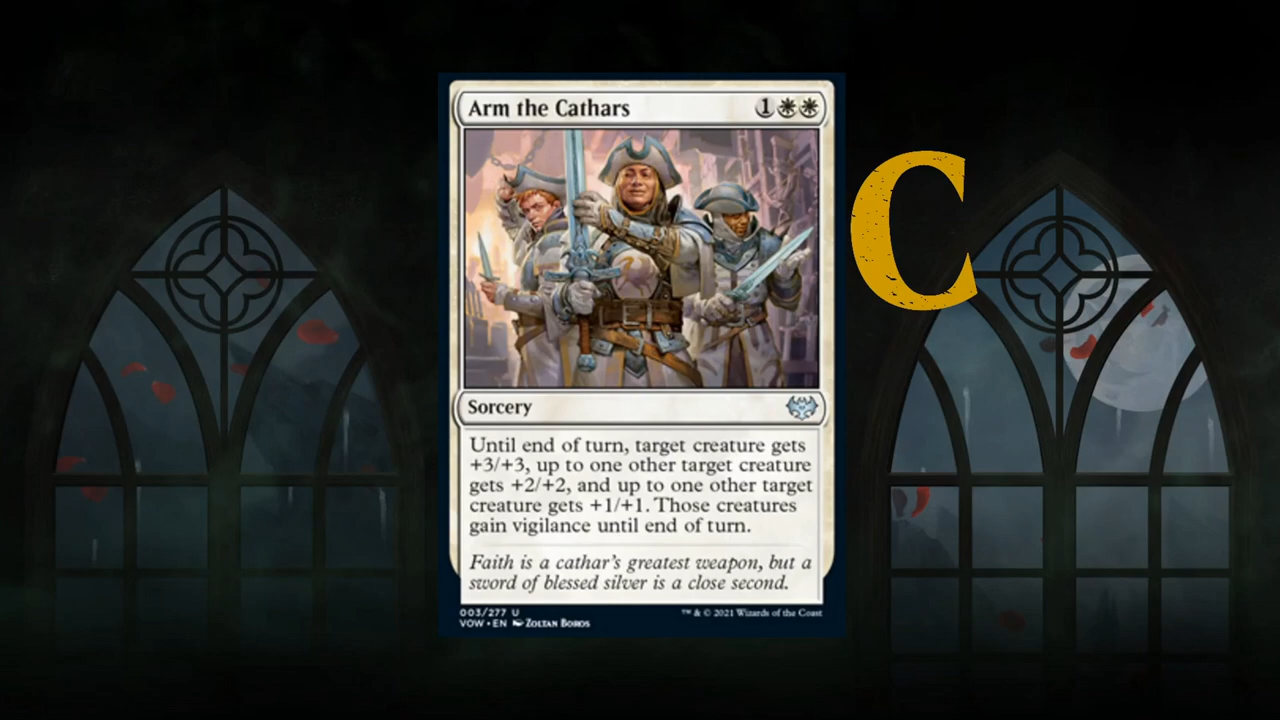 Arm the Cathars 1
C
Sorcery
Until end of turn, target creature gets
+3/+3, up to one other target creature
gets +2/+2, and up to one other target
creature gets +1/+1. Those creatures
gain vigilance until end of turn.
Faith is a cathar's greatest weapon, but a
sword of blessed silver is a close second.
003/277 U ™ & © 2021 Wizards of the Coast
VOW • EN Zoltan Boros